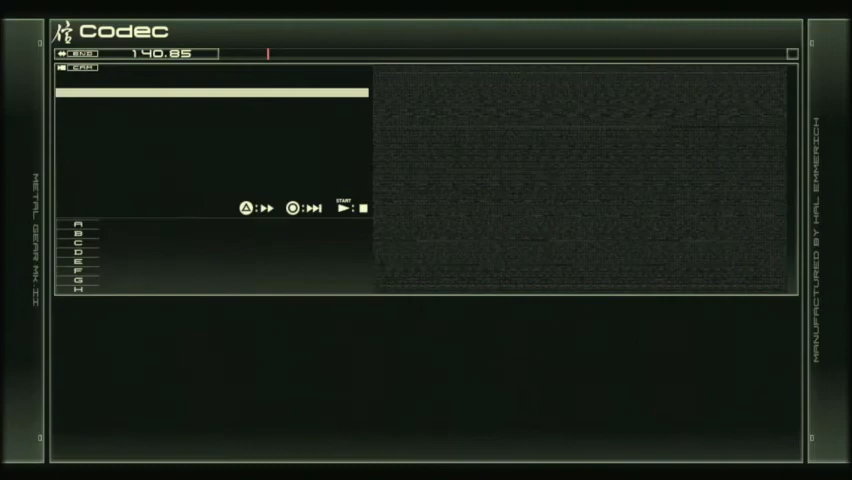 信 Codec
END 140.85
CAM
△: ▶▶ ◎: ▶▶| START ▶: ■
A
B
C
D
E
F
G
H
METAL GEAR MK.II
MANUFACTURED BY HAL EMMERICH